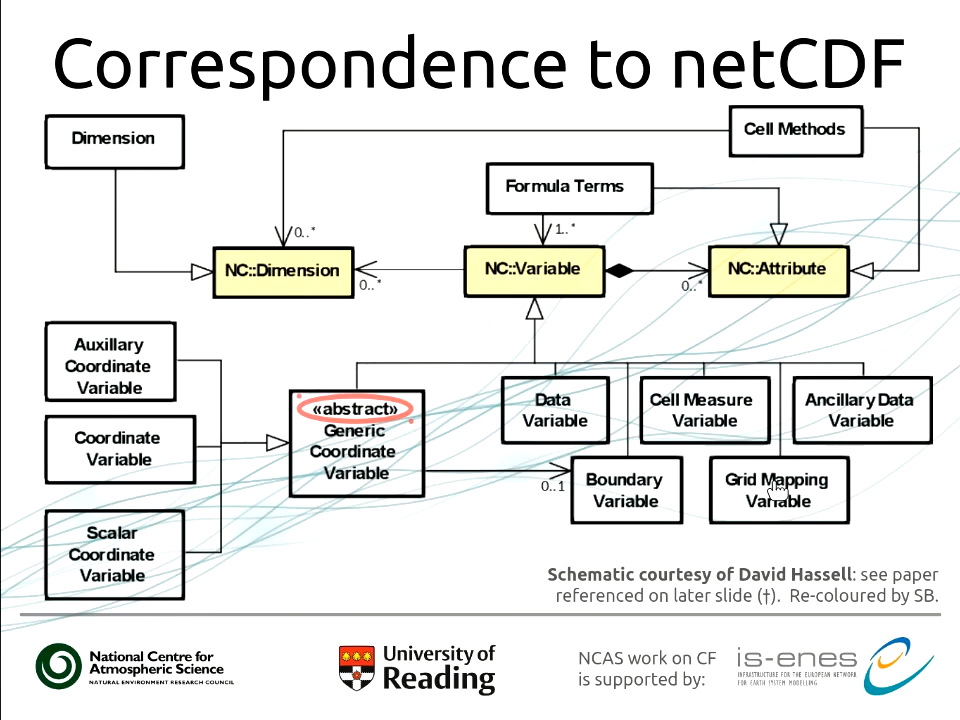 Correspondence to netCDF
Dimension
Cell Methods
Formula Terms
0..*
1..*
NC::Dimension
NC::Variable
NC::Attribute
0..*
0..*
Auxillary
Coordinate
Variable
Coordinate
Variable
Scalar
Coordinate
Variable
«abstract»
Generic
Coordinate
Variable
Data
Variable
Cell Measure
Variable
Ancillary Data
Variable
0..1
Boundary
Variable
Grid Mapping
Variable
Schematic courtesy of David Hassell: see paper
referenced on later slide (†). Re-coloured by SB.
National Centre for
Atmospheric Science
NATURAL ENVIRONMENT RESEARCH COUNCIL
University of
Reading
NCAS work on CF
is supported by:
is-enes
INFRASTRUCTURE FOR THE EUROPEAN NETWORK
FOR EARTH SYSTEM MODELLING